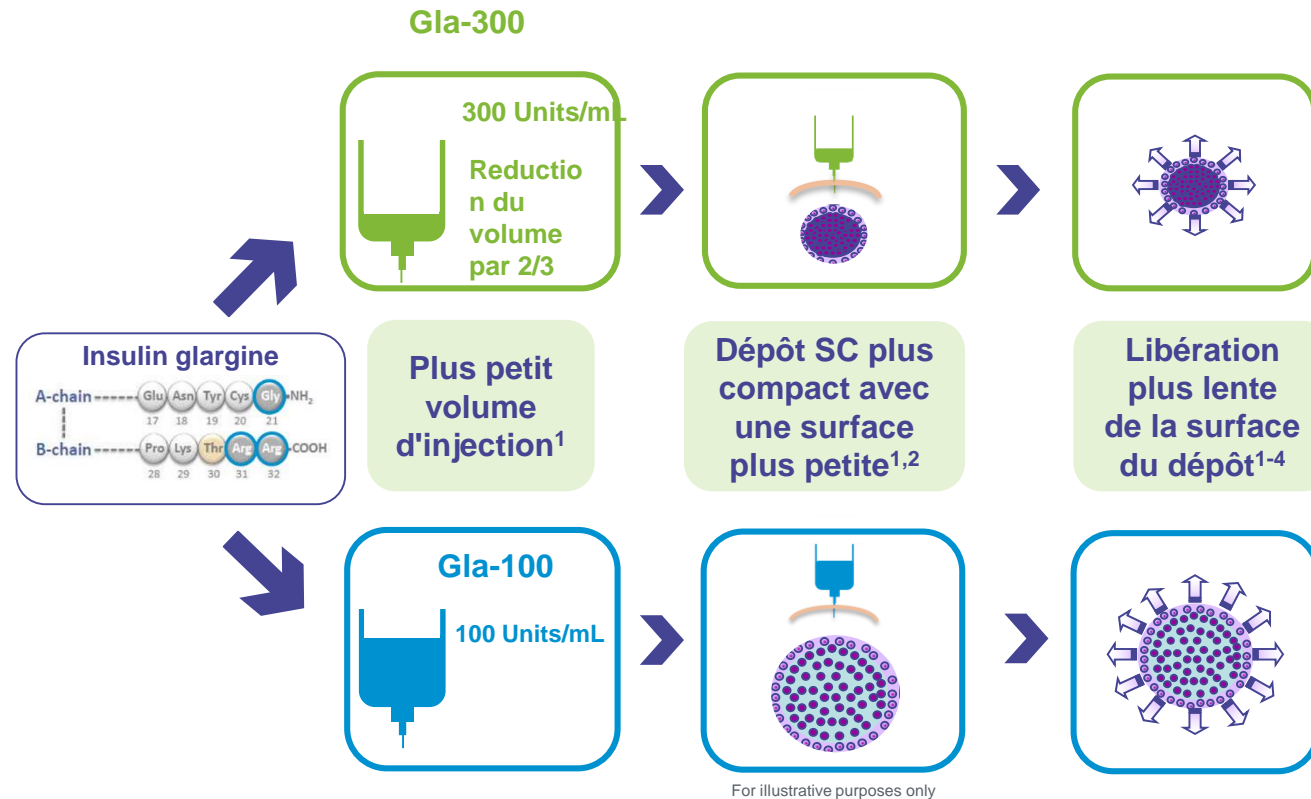 Gla-300
300 Units/mL
Reductio
n du
volume
par 2/3
Insulin glargine
A-chain Glu Asn Tyr Cys Gly NH2
17 18 19 20 21
B-chain Pro Lys Thr Arg Arg COOH
28 29 30 31 32
Plus petit
volume
d'injection1
Dépôt SC plus
compact avec
une surface
plus petite1,2
Libération
plus lente
de la surface
du dépôt1-4
Gla-100
100 Units/mL
For illustrative purposes only